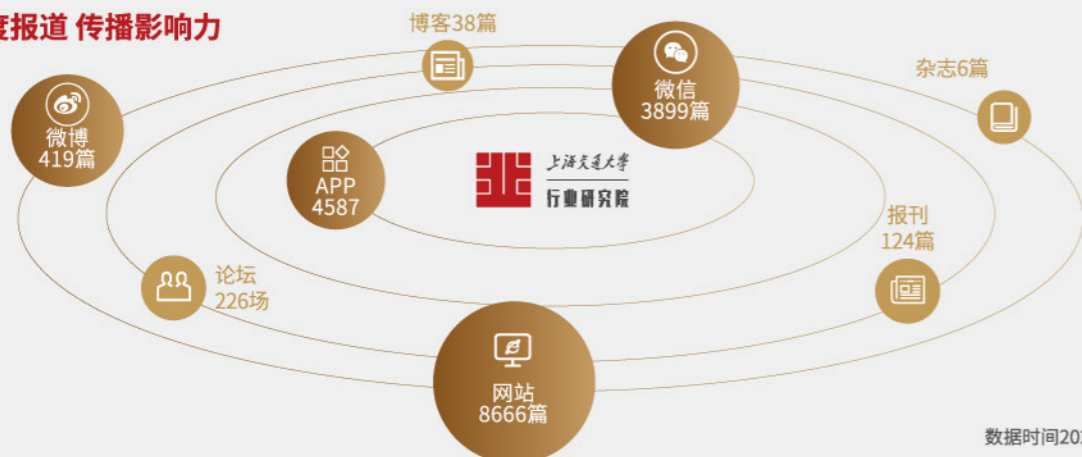 度报道 传播影响力
博客38篇
微信
3899篇
杂志6篇
微博
419篇
APP
4587
上海交通大学
行业研究院
报刊
124篇
论坛
226场
网站
8666篇
数据时间20